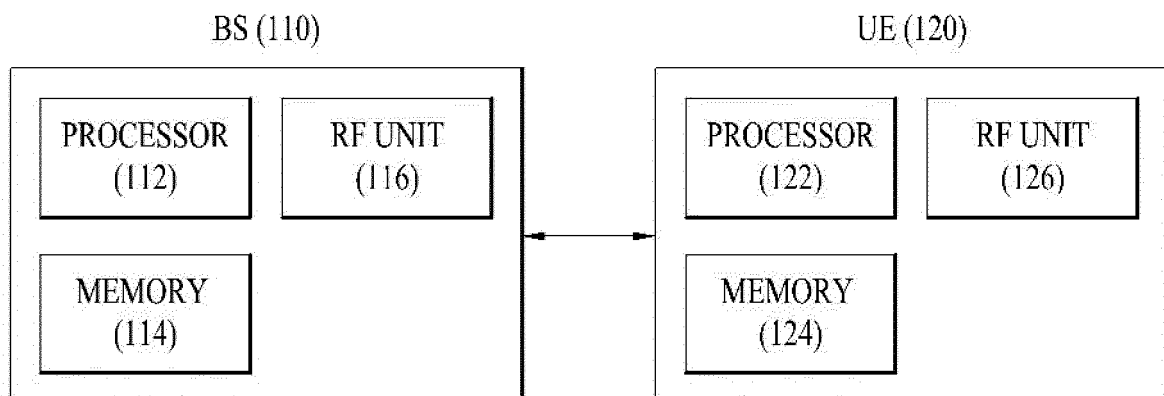 BS (110)
UE (120)
PROCESSOR
(112)
RF UNIT
(116)
PROCESSOR
(122)
RF UNIT
(126)
MEMORY
(114)
MEMORY
(124)